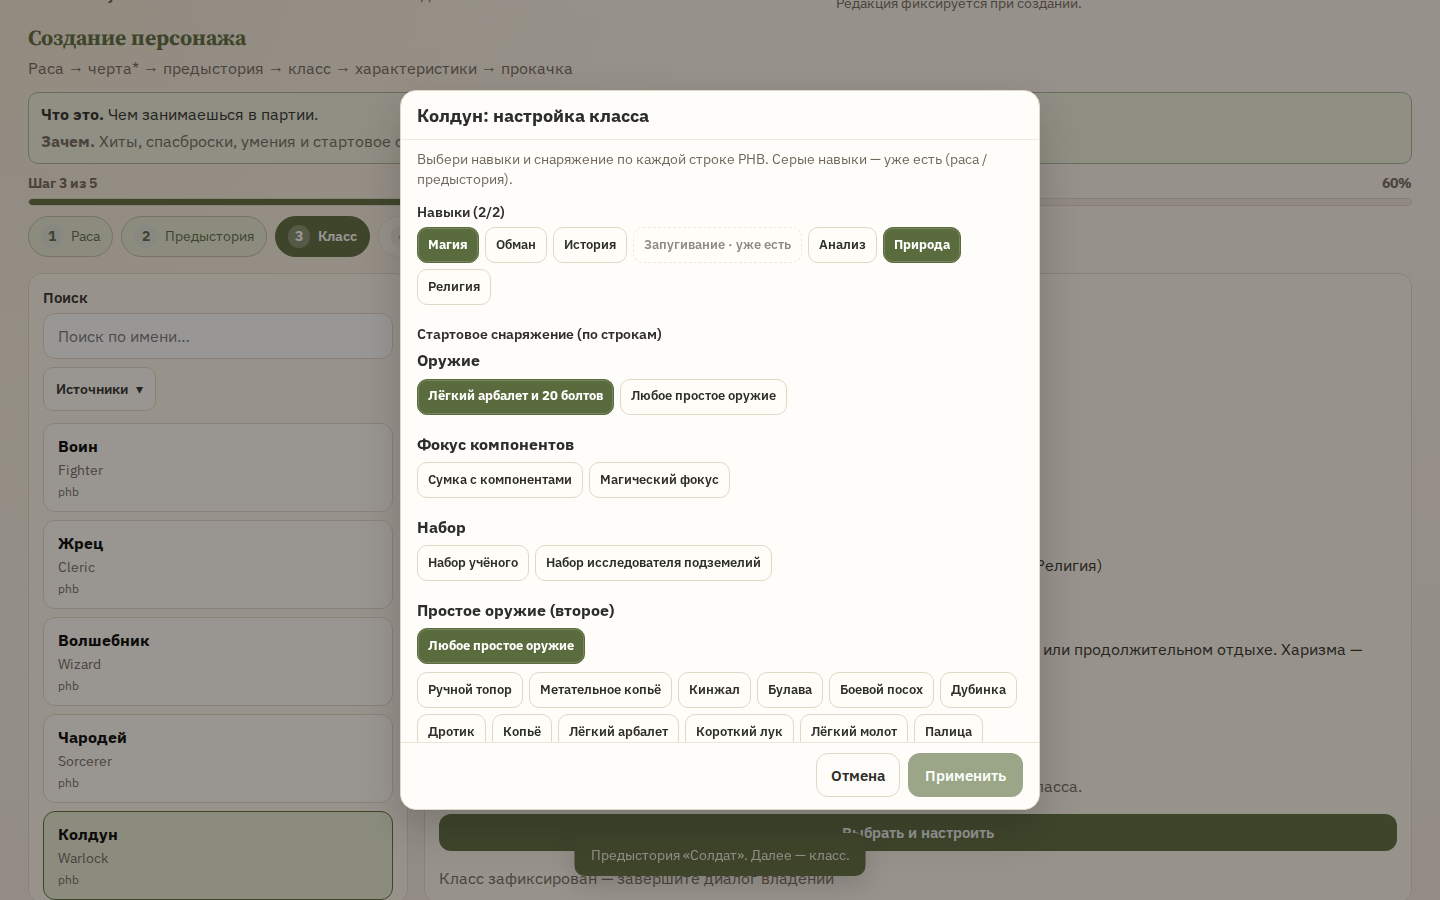 Редакция фиксируется при создании.
Создание персонажа
Раса → черта* → предыстория → класс → характеристики → прокачка
Что это. Чем занимаешься в партии.
Зачем. Хиты, спасброски, умения и стартовое
Шаг 3 из 5
60%
1 Раса
2 Предыстория
3 Класс
Поиск
Поиск по имени…
Источники ▾
Воин
Fighter
phb
Жрец
Cleric
phb
Волшебник
Wizard
phb
Чародей
Sorcerer
phb
Колдун
Warlock
phb
Колдун: настройка класса
Выбери навыки и снаряжение по каждой строке PHB. Серые навыки — уже есть (раса /
предыстория).
Навыки (2/2)
Магия Обман История Запугивание · уже есть Анализ Природа
Религия
Стартовое снаряжение (по строкам)
Оружие
Лёгкий арбалет и 20 болтов Любое простое оружие
Фокус компонентов
Сумка с компонентами Магический фокус
Набор
Набор учёного Набор исследователя подземелий
Простое оружие (второе)
Любое простое оружие
Ручной топор Метательное копьё Кинжал Булава Боевой посох Дубинка
Дротик Копьё Лёгкий арбалет Короткий лук Лёгкий молот Палица
Отмена Применить
Религия)
или продолжительном отдыхе. Харизма —
ласса.
Выбрать и настроить
Предыстория «Солдат». Далее — класс.
Класс зафиксирован — завершите диалог владений